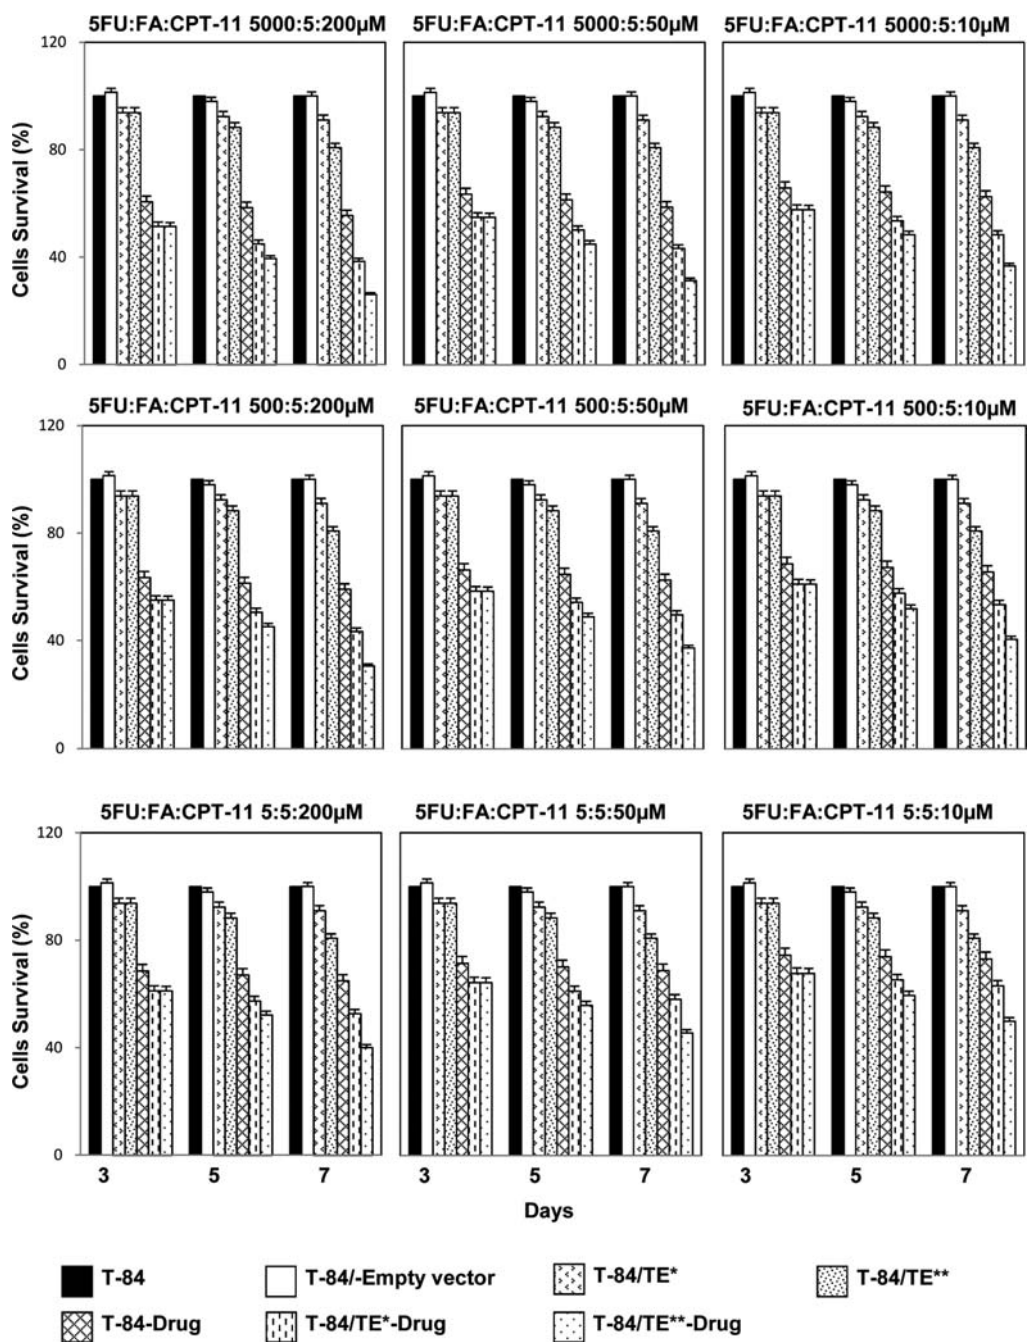 5FU:FA:CPT-11 5000:5:200µM 5FU:FA:CPT-11 5000:5:50µM 5FU:FA:CPT-11 5000:5:10µM
120
80
40
0
Cells Survival (%)
5FU:FA:CPT-11 500:5:200µM 5FU:FA:CPT-11 500:5:50µM 5FU:FA:CPT-11 500:5:10µM
120
80
40
0
Cells Survival (%)
5FU:FA:CPT-11 5:5:200µM 5FU:FA:CPT-11 5:5:50µM 5FU:FA:CPT-11 5:5:10µM
120
80
40
0
Cells Survival (%)
3 5 7 3 5 7 3 5 7
Days
T-84 T-84/-Empty vector T-84/TE* T-84/TE**
T-84-Drug T-84/TE*-Drug T-84/TE**-Drug